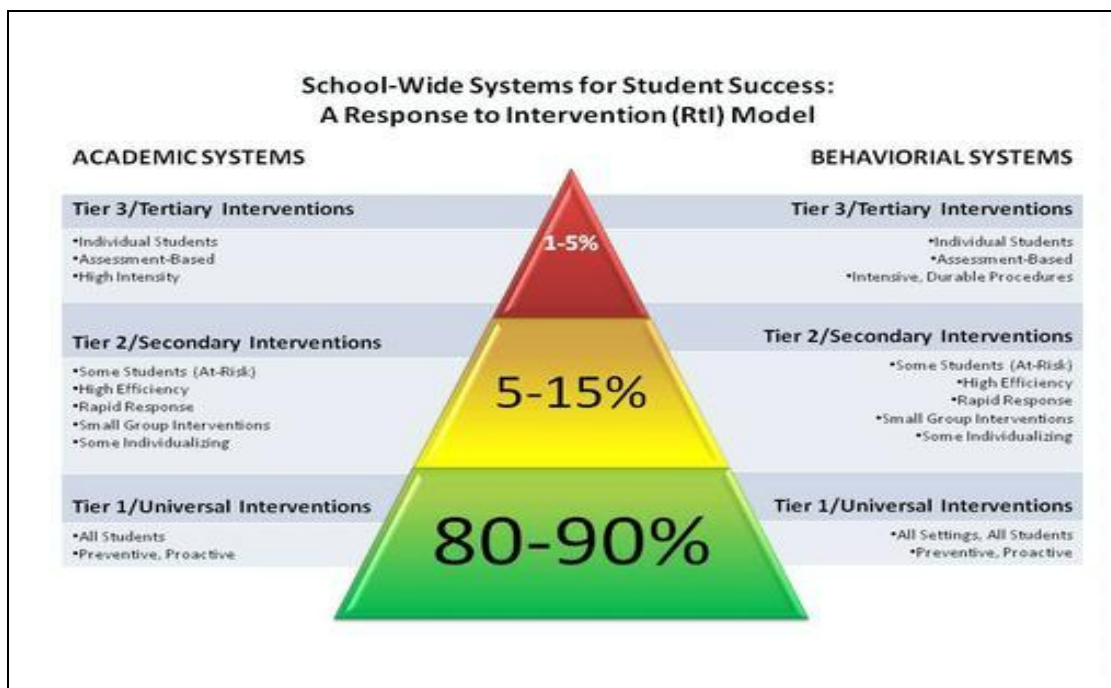 School-Wide Systems for Student Success:
A Response to Intervention (RtI) Model
ACADEMIC SYSTEMS
BEHAVIORIAL SYSTEMS
Tier 3/Tertiary Interventions
•Individual Students
•Assessment-Based
•High Intensity
1-5%
Tier 3/Tertiary Interventions
•Individual Students
•Assessment-Based
•Intensive, Durable Procedures
Tier 2/Secondary Interventions
•Some Students (At-Risk)
•High Efficiency
•Rapid Response
•Small Group Interventions
•Some Individualizing
5-15%
Tier 2/Secondary Interventions
•Some Students (At-Risk)
•High Efficiency
•Rapid Response
•Small Group Interventions
•Some Individualizing
Tier 1/Universal Interventions
•All Students
•Preventive, Proactive
80-90%
Tier 1/Universal Interventions
•All Settings, All Students
•Preventive, Proactive